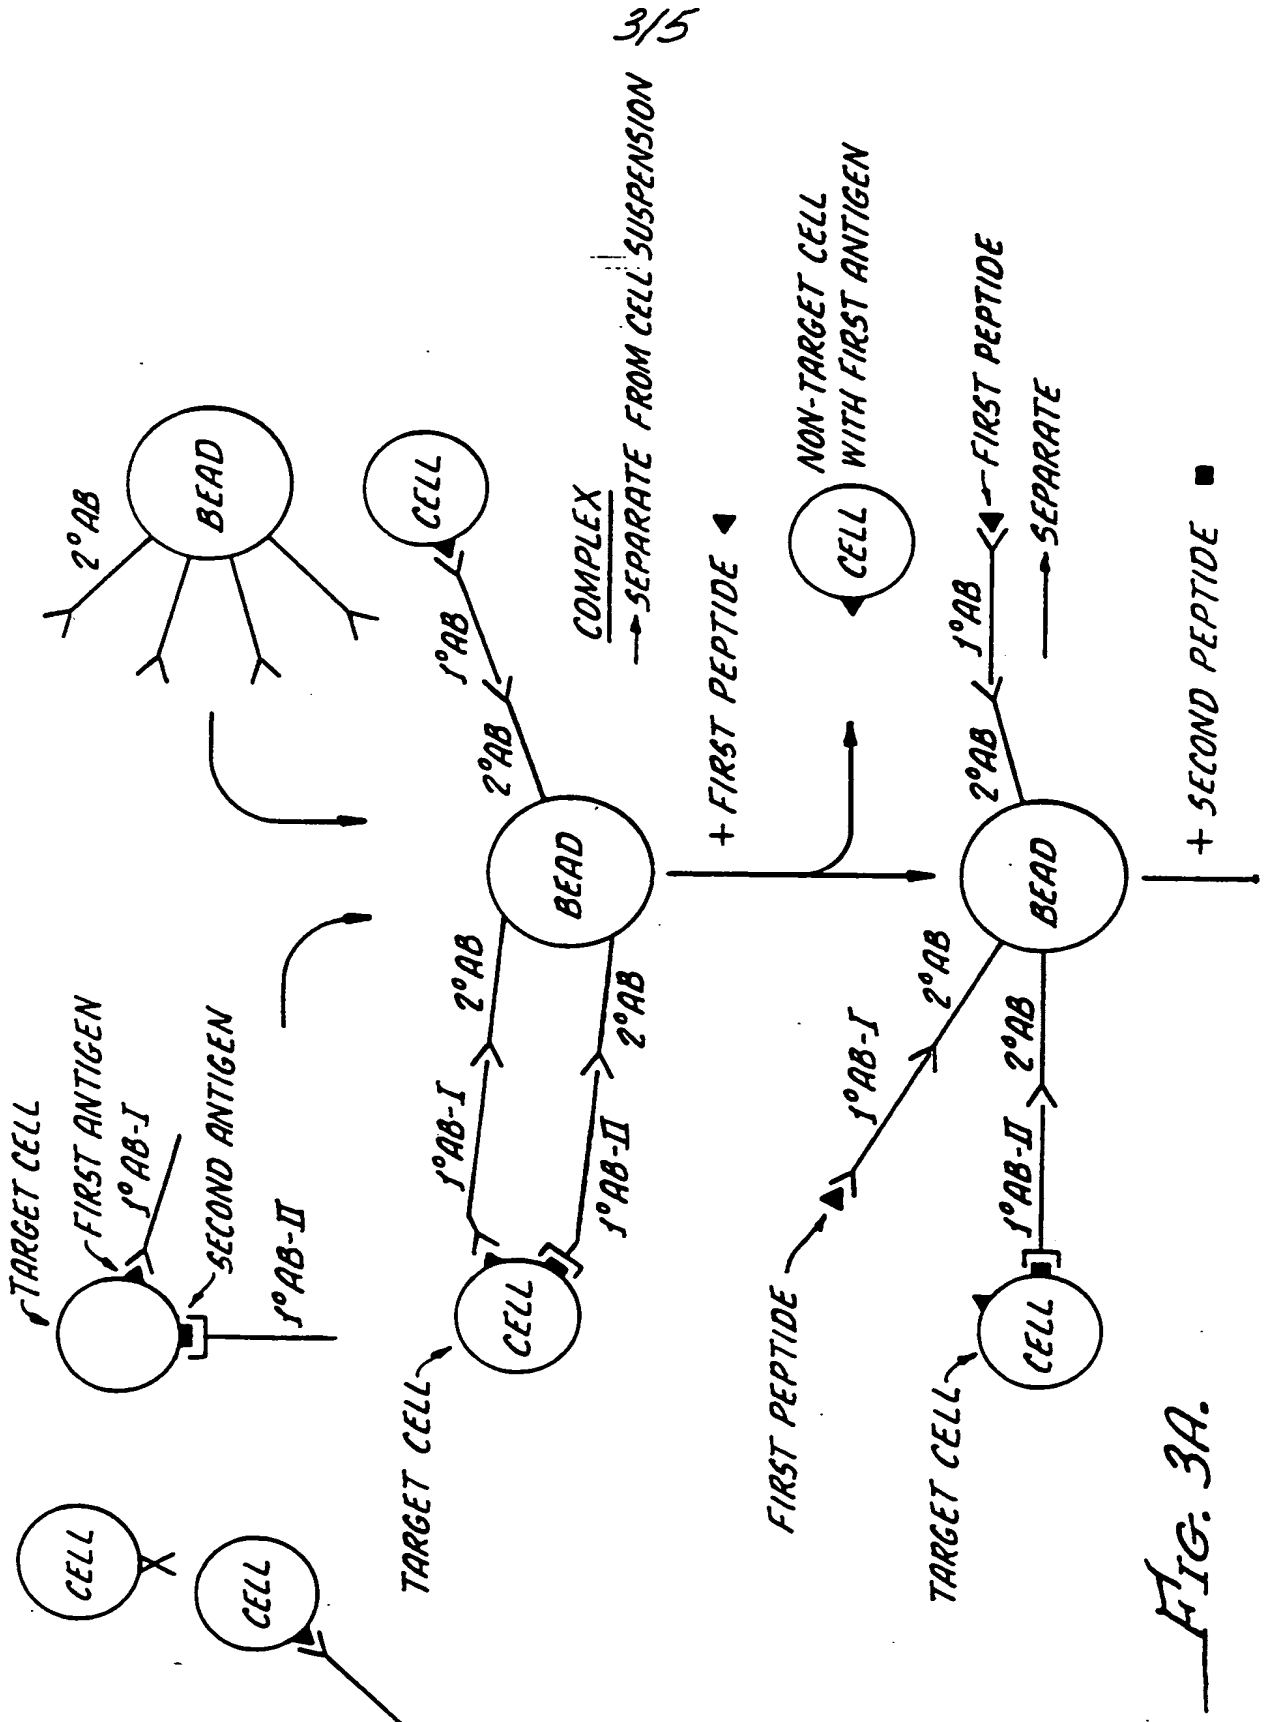 3/5
TARGET CELL
FIRST ANTIGEN
1° AB-I
SECOND ANTIGEN
1° AB-II
CELL
CELL
2° AB
BEAD
TARGET CELL
CELL
1° AB-I
2° AB
1° AB-II
2° AB
BEAD
2° AB
1° AB
CELL
COMPLEX
SEPARATE FROM CELL SUSPENSION
+ FIRST PEPTIDE
CELL
NON-TARGET CELL
WITH FIRST ANTIGEN
FIRST PEPTIDE
1° AB-I
2° AB
TARGET CELL
CELL
1° AB-II
2° AB
BEAD
2° AB
1° AB
FIRST PEPTIDE
SEPARATE
+ SECOND PEPTIDE
FIG. 3A.